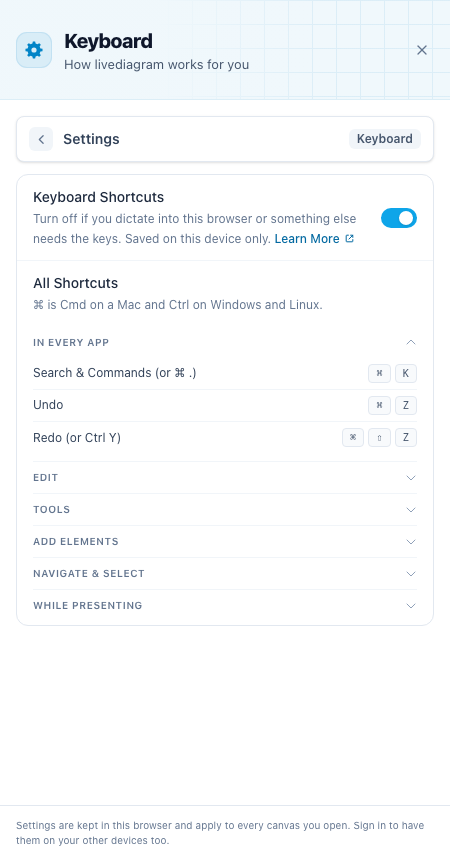 Keyboard
How livediagram works for you
Settings
Keyboard
Keyboard Shortcuts
Turn off if you dictate into this browser or something else
needs the keys. Saved on this device only. Learn More
All Shortcuts
⌘ is Cmd on a Mac and Ctrl on Windows and Linux.
IN EVERY APP
Search & Commands (or ⌘ .) ⌘ K
Undo ⌘ Z
Redo (or Ctrl Y) ⌘ ⇧ Z
EDIT
TOOLS
ADD ELEMENTS
NAVIGATE & SELECT
WHILE PRESENTING
Settings are kept in this browser and apply to every canvas you open. Sign in to have
them on your other devices too.